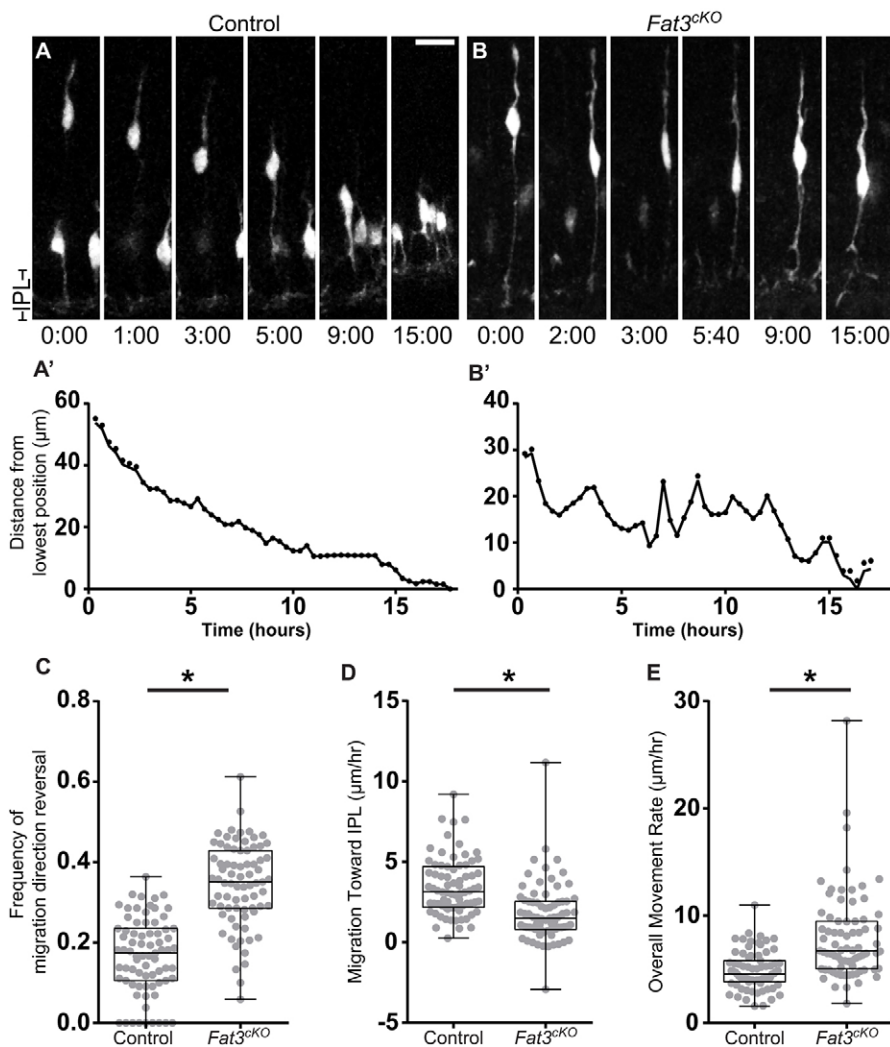 Control
Fat3cKO
A
B
IPL
0:00 1:00 3:00 5:00 9:00 15:00
0:00 2:00 3:00 5:40 9:00 15:00
A'
B'
Distance from
lowest position (µm)
60
40
20
0
0 5 10 15
Time (hours)
40
30
20
10
0
0 5 10 15
Time (hours)
C
*
Frequency of
migration direction reversal
0.8
0.6
0.4
0.2
0.0
Control Fat3cKO
D
*
Migration Toward IPL (µm/hr)
15
10
5
0
-5
Control Fat3cKO
E
*
Overall Movement Rate (µm/hr)
30
20
10
0
Control Fat3cKO